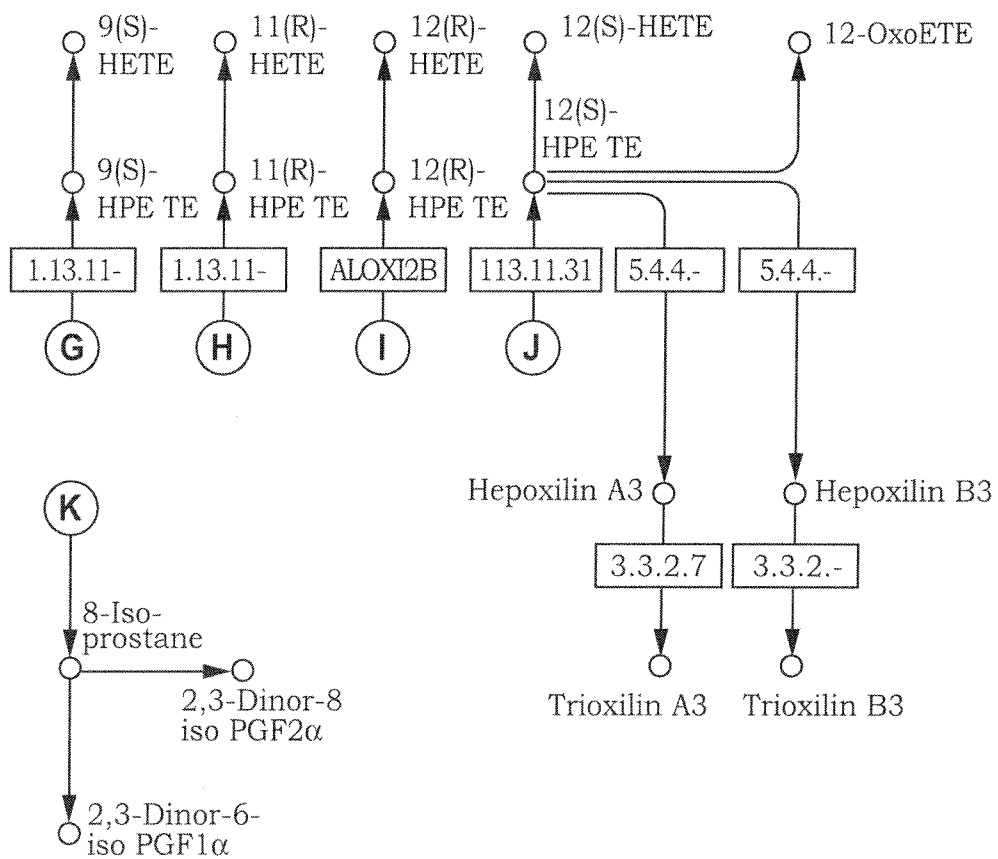 9(S)-
HETE
11(R)-
HETE
12(R)-
HETE
12(S)-HETE
12-OxoETE
9(S)-
HPE TE
11(R)-
HPE TE
12(R)-
HPE TE
12(S)-
HPE TE
1.13.11-
1.13.11-
ALOXI2B
113.11.31
5.4.4.-
5.4.4.-
G
H
I
J
Hepoxilin A3
Hepoxilin B3
K
3.3.2.7
3.3.2.-
8-Iso-
prostane
2,3-Dinor-8
iso PGF2α
Trioxilin A3
Trioxilin B3
2,3-Dinor-6-
iso PGF1α